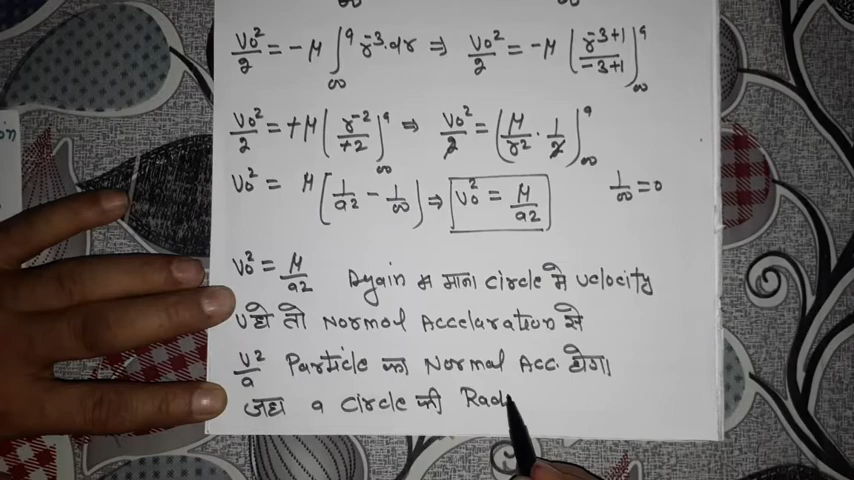 V₀²/2 = -μ ∫_∞^a r⁻³·dr ⇒ V₀²/2 = -μ [r⁻³⁺¹/-3+1]_∞^a
V₀²/2 = +μ (r⁻²/+2)_∞^a ⇒ V₀²/2 = (μ/r² · 1/2)_∞^a
V₀² = μ [1/a² - 1/∞] ⇒ V₀² = μ/a² 1/∞ = 0
V₀² = μ/a² Again म माना circle मे velocity
v हो तो Normal Accelaration से
v²/a Particle का Normal Acc. होगा।
जहा a circle की Rad